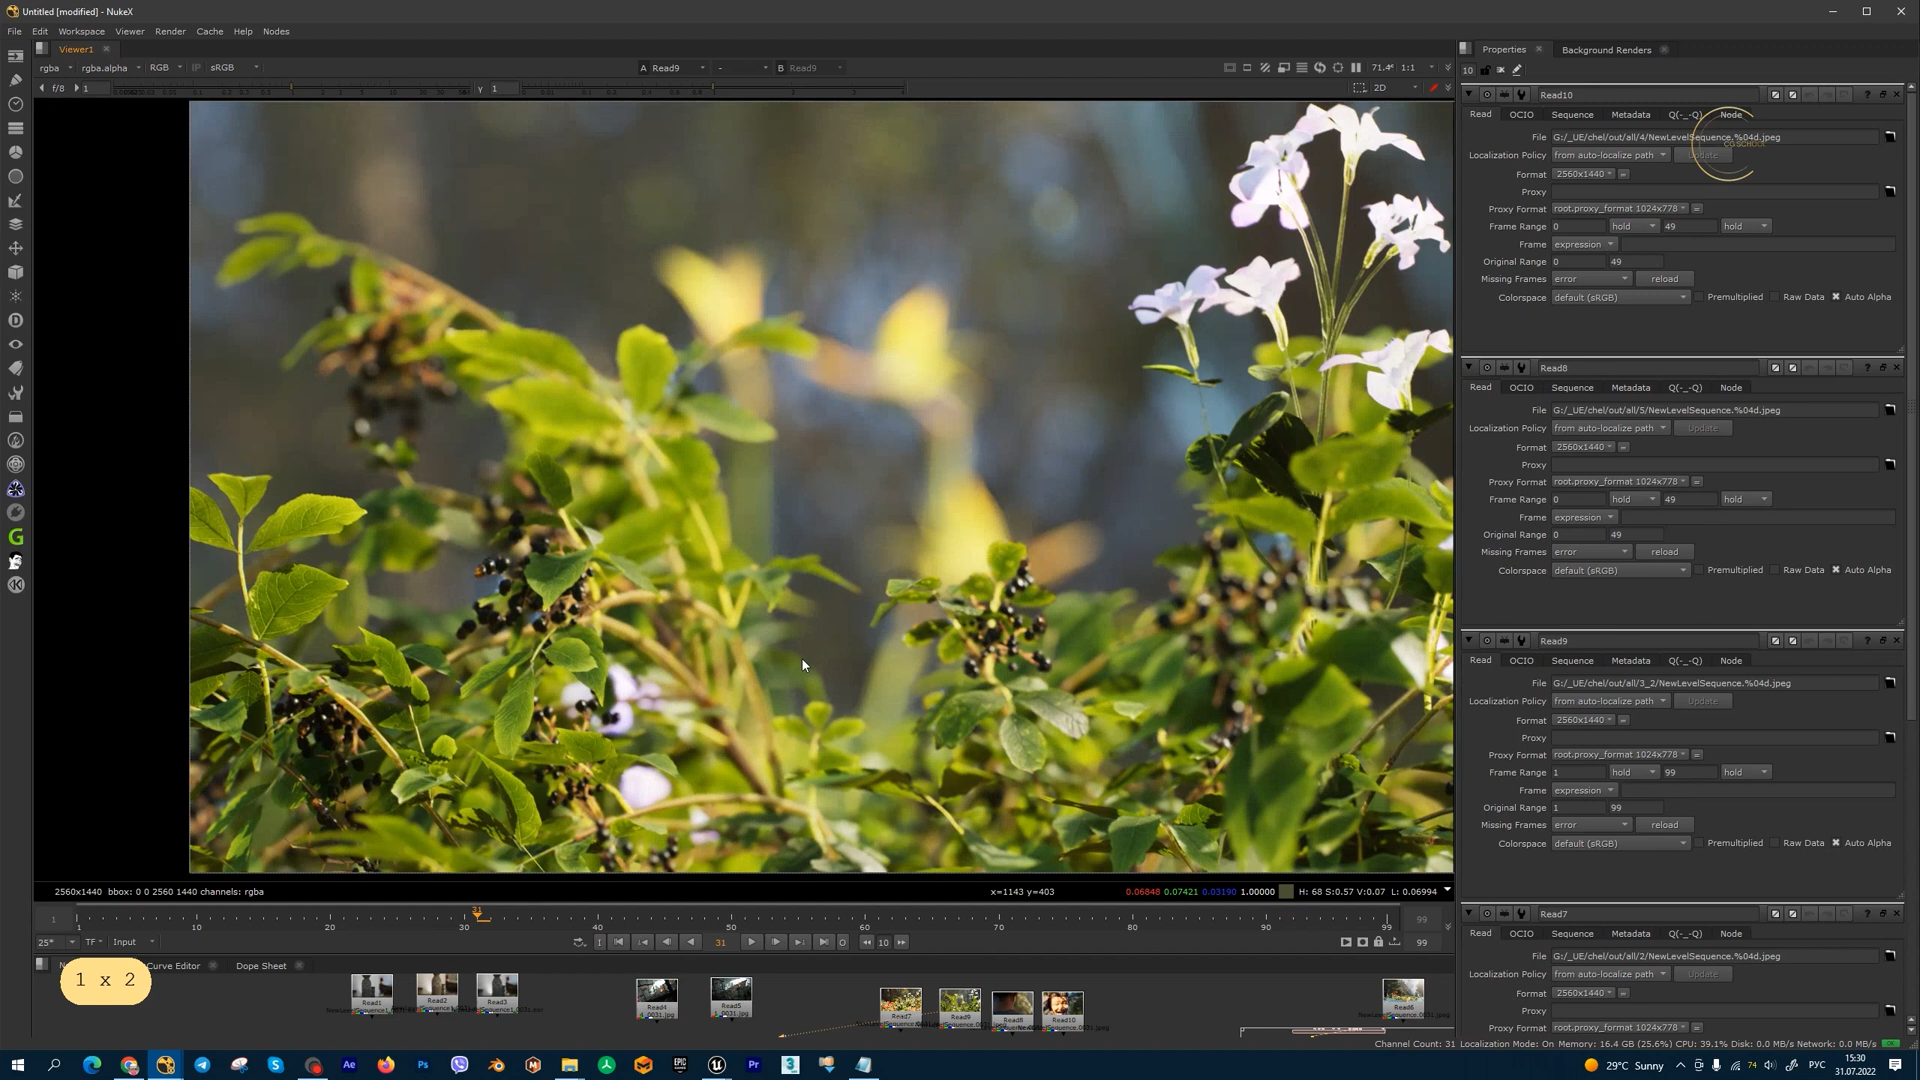 Untitled [modified] - NukeX
File Edit Workspace Viewer Render Cache Help Nodes
Viewer1
rgba rgba.alpha RGB IP sRGB A Read9 - B Read9 71.4 1:1
f/8 1 Y 1 2D
2560x1440 bbox: 0 0 2560 1440 channels: rgba x=1143 y=403 0.06848 0.07421 0.03190 1.00000 H: 68 S:0.57 V:0.07 L: 0.06994
1 31 99
1 10 20 30 40 50 60 70 80 90 99
25* TF Input 31 10 99
Curve Editor Dope Sheet
1 x 2
Read1 Read2 Read3 Read4 Read5 Read7 Read9 Read8 Read10 Read6
Properties Background Renders
10
Read10
Read OCIO Sequence Metadata Q(-_-Q) Node
File G:/_UE/chel/out/all/4/NewLevelSequence.%04d.jpeg
CG SCHOOL
Localization Policy from auto-localize path Update
Format 2560x1440 =
Proxy
Proxy Format root.proxy_format 1024x778 =
Frame Range 0 hold 49 hold
Frame expression
Original Range 0 49
Missing Frames error reload
Colorspace default (sRGB) Premultiplied Raw Data Auto Alpha
Read8
Read OCIO Sequence Metadata Q(-_-Q) Node
File G:/_UE/chel/out/all/5/NewLevelSequence.%04d.jpeg
Localization Policy from auto-localize path Update
Format 2560x1440 =
Proxy
Proxy Format root.proxy_format 1024x778 =
Frame Range 0 hold 49 hold
Frame expression
Original Range 0 49
Missing Frames error reload
Colorspace default (sRGB) Premultiplied Raw Data Auto Alpha
Read9
Read OCIO Sequence Metadata Q(-_-Q) Node
File G:/_UE/chel/out/all/3_2/NewLevelSequence.%04d.jpeg
Localization Policy from auto-localize path Update
Format 2560x1440 =
Proxy
Proxy Format root.proxy_format 1024x778 =
Frame Range 1 hold 99 hold
Frame expression
Original Range 1 99
Missing Frames error reload
Colorspace default (sRGB) Premultiplied Raw Data Auto Alpha
Read7
Read OCIO Sequence Metadata Q(-_-Q) Node
File G:/_UE/chel/out/all/2/NewLevelSequence.%04d.jpeg
Localization Policy from auto-localize path Update
Format 2560x1440 =
Proxy
Proxy Format root.proxy_format 1024x778 =
Channel Count: 31 Localization Mode: On Memory: 16.4 GB (25.6%) CPU: 39.1% Disk: 0.0 MB/s Network: 0.0 MB/s
29°C Sunny 74 РУС 15:30
31.07.2022